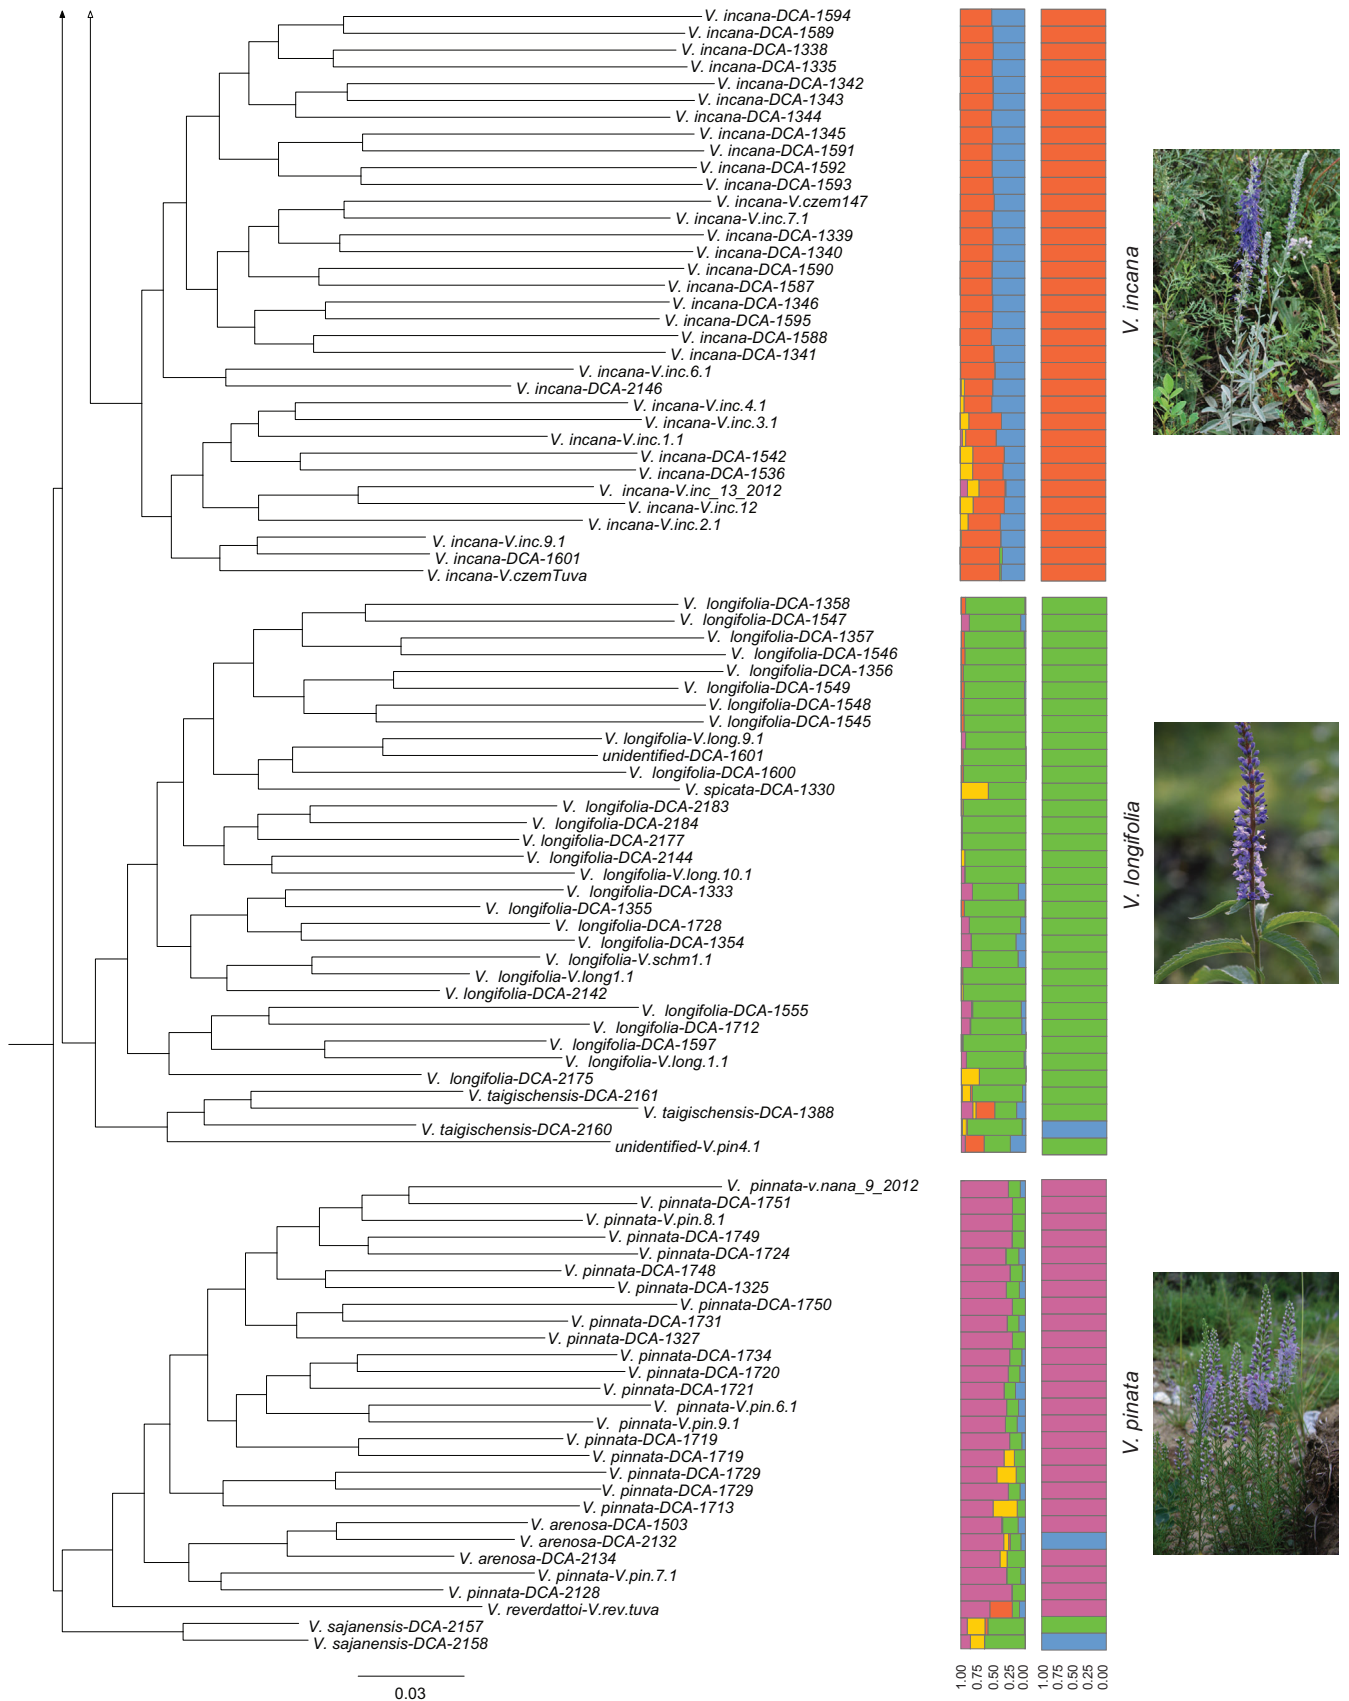 V. incana-DCA-1594
V. incana-DCA-1589
V. incana-DCA-1338
V. incana-DCA-1335
V. incana-DCA-1342
V. incana-DCA-1343
V. incana-DCA-1344
V. incana-DCA-1345
V. incana-DCA-1591
V. incana-DCA-1592
V. incana-DCA-1593
V. incana-V.czem147
V. incana-V.inc.7.1
V. incana-DCA-1339
V. incana-DCA-1340
V. incana-DCA-1590
V. incana-DCA-1587
V. incana-DCA-1346
V. incana-DCA-1595
V. incana-DCA-1588
V. incana-DCA-1341
V. incana-V.inc.6.1
V. incana-DCA-2146
V. incana-V.inc.4.1
V. incana-V.inc.3.1
V. incana-V.inc.1.1
V. incana-DCA-1542
V. incana-DCA-1536
V. incana-V.inc_13_2012
V. incana-V.inc.12
V. incana-V.inc.2.1
V. incana-V.inc.9.1
V. incana-DCA-1601
V. incana-V.czemTuva
V. incana
V. longifolia-DCA-1358
V. longifolia-DCA-1547
V. longifolia-DCA-1357
V. longifolia-DCA-1546
V. longifolia-DCA-1356
V. longifolia-DCA-1549
V. longifolia-DCA-1548
V. longifolia-DCA-1545
V. longifolia-V.long.9.1
unidentified-DCA-1601
V. longifolia-DCA-1600
V. spicata-DCA-1330
V. longifolia-DCA-2183
V. longifolia-DCA-2184
V. longifolia-DCA-2177
V. longifolia-DCA-2144
V. longifolia-V.long.10.1
V. longifolia-DCA-1333
V. longifolia-DCA-1355
V. longifolia-DCA-1728
V. longifolia-DCA-1354
V. longifolia-V.schm1.1
V. longifolia-V.long1.1
V. longifolia-DCA-2142
V. longifolia-DCA-1555
V. longifolia-DCA-1712
V. longifolia-DCA-1597
V. longifolia-V.long.1.1
V. longifolia-DCA-2175
V. taigischensis-DCA-2161
V. taigischensis-DCA-1388
V. taigischensis-DCA-2160
unidentified-V.pin4.1
V. longifolia
V. pinnata-v.nana_9_2012
V. pinnata-DCA-1751
V. pinnata-V.pin.8.1
V. pinnata-DCA-1749
V. pinnata-DCA-1724
V. pinnata-DCA-1748
V. pinnata-DCA-1325
V. pinnata-DCA-1750
V. pinnata-DCA-1731
V. pinnata-DCA-1327
V. pinnata-DCA-1734
V. pinnata-DCA-1720
V. pinnata-DCA-1721
V. pinnata-V.pin.6.1
V. pinnata-V.pin.9.1
V. pinnata-DCA-1719
V. pinnata-DCA-1719
V. pinnata-DCA-1729
V. pinnata-DCA-1729
V. pinnata-DCA-1713
V. arenosa-DCA-1503
V. arenosa-DCA-2132
V. arenosa-DCA-2134
V. pinnata-V.pin.7.1
V. pinnata-DCA-2128
V. reverdattoi-V.rev.tuva
V. sajanensis-DCA-2157
V. sajanensis-DCA-2158
V. pinata
0.03
1.00 0.75 0.50 0.25 0.00
1.00 0.75 0.50 0.25 0.00